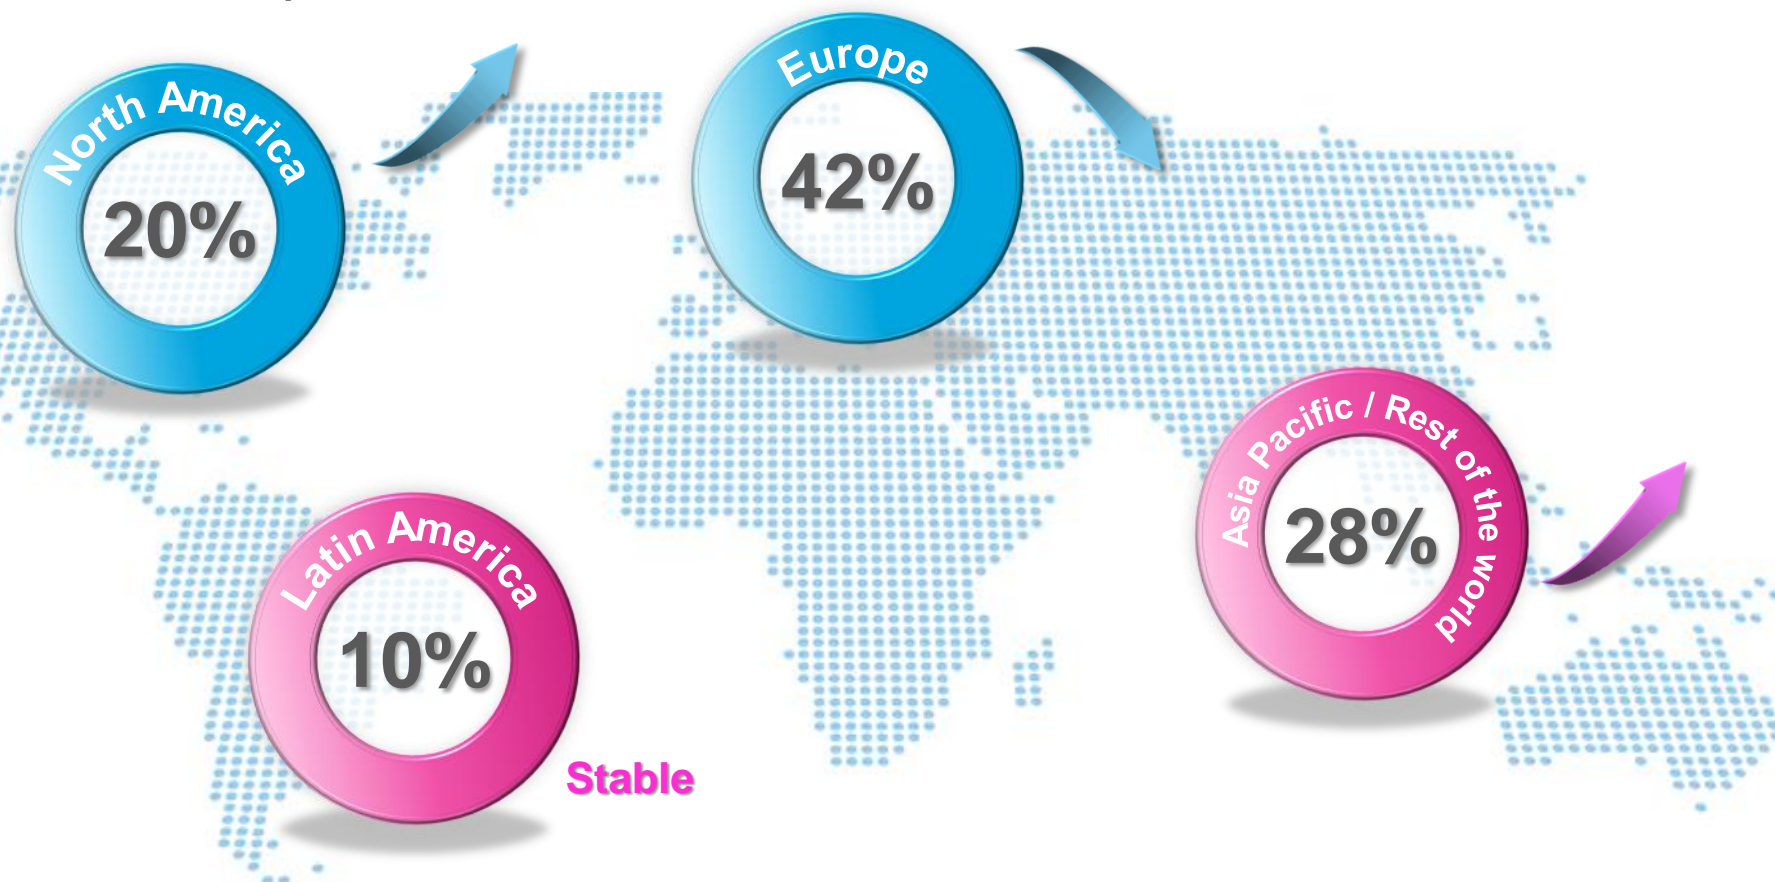 North America
20%
Europe
42%
Asia Pacific / Rest of the world
28%
Latin America
10%
Stable